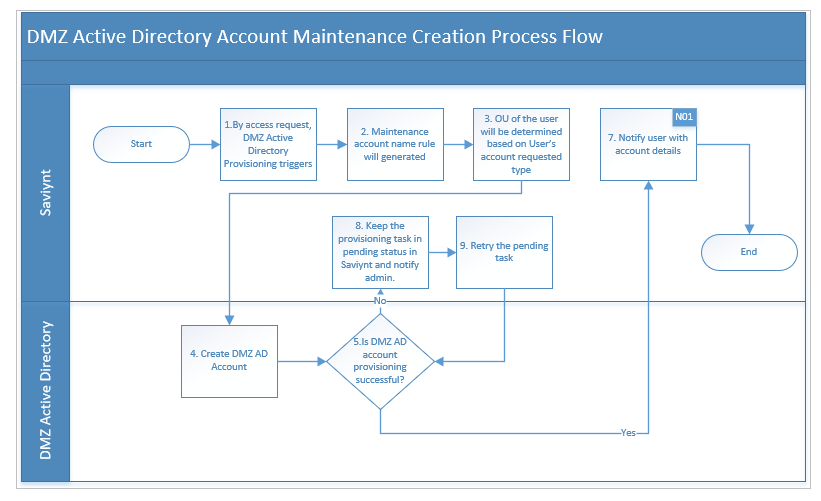 DMZ Active Directory Account Maintenance Creation Process Flow
Saviynt
Start
1.By access request,
DMZ Active
Directory
Provisioning triggers
2. Maintenance
account name rule
will generated
3. OU of the user
will be determined
based on User's
account requested
type
N01
7. Notify user with
account details
8. Keep the
provisioning task in
pending status in
Saviynt and notify
admin.
9. Retry the pending
task
End
No
DMZ Active Directory
4. Create DMZ AD
Account
5.Is DMZ AD
account
provisioning
successful?
Yes